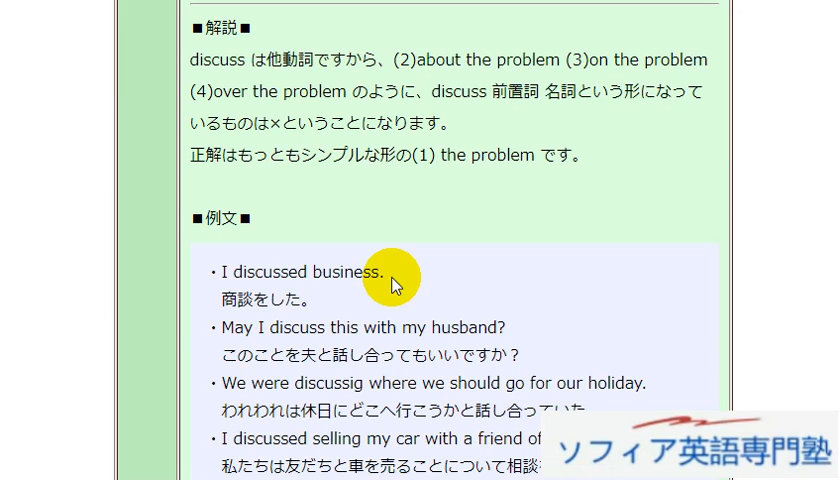 ■解説■
discuss は他動詞ですから、(2)about the problem (3)on the problem
(4)over the problem のように、discuss 前置詞 名詞という形になって
いるものは×ということになります。
正解はもっともシンプルな形の(1) the problem です。
■例文■
・I discussed business.
商談をした。
・May I discuss this with my husband?
このことを夫と話し合ってもいいですか？
・We were discussig where we should go for our holiday.
われわれは休日にどこへ行こうかと話し合っていた
・I discussed selling my car with a friend of
私たちは友だちと車を売ることについて相談
ソフィア英語専門塾